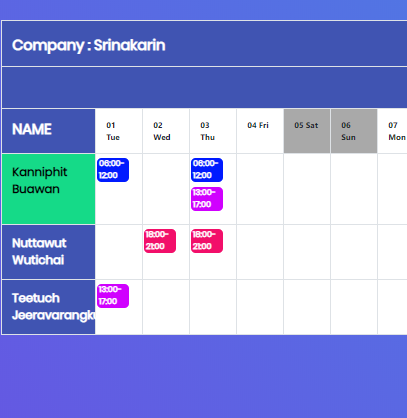 Company : Srinakarin
NAME
01 Tue
02 Wed
03 Thu
04 Fri
05 Sat
06 Sun
07 Mon
Kanniphit Buawan
06:00-12:00
06:00-12:00
13:00-17:00
Nuttawut Wutichai
18:00-21:00
18:00-21:00
Teetuch
13:00-17:00